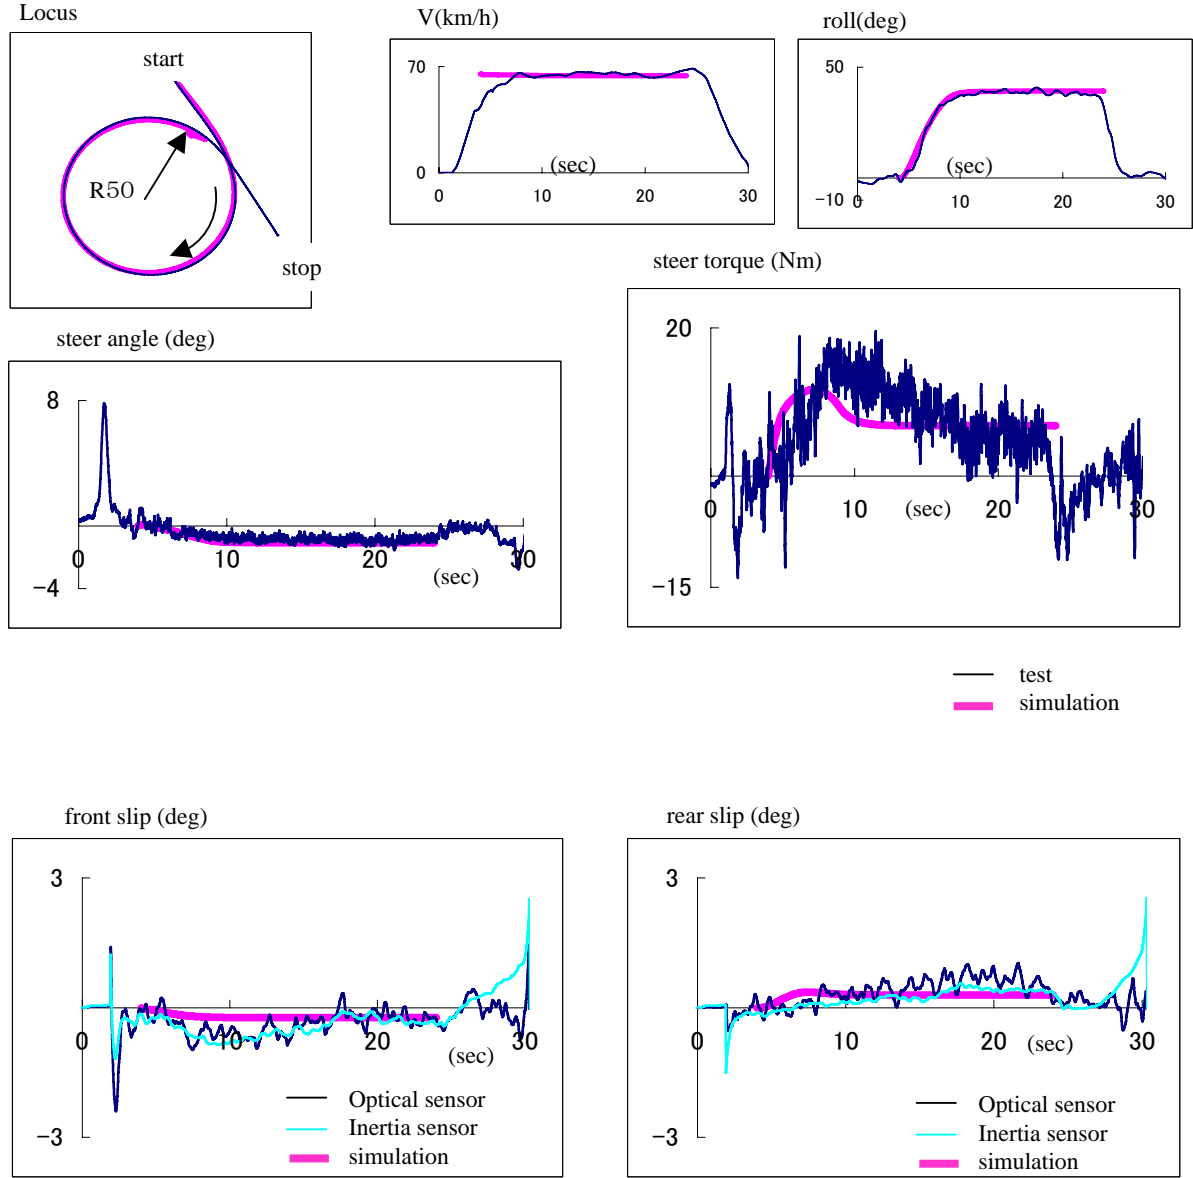 Locus
start
R50
stop
V(km/h)
70
0
(sec)
0 10 20 30
roll(deg)
50
(sec)
-10
0 10 20 30
steer angle (deg)
8
0 10 20 30
(sec)
-4
steer torque (Nm)
20
0 10 (sec) 20 30
-15
test
simulation
front slip (deg)
3
0 10 20 30
(sec)
Optical sensor
Inertia sensor
simulation
-3
rear slip (deg)
3
0 10 20 (sec) 30
Optical sensor
Inertia sensor
simulation
-3